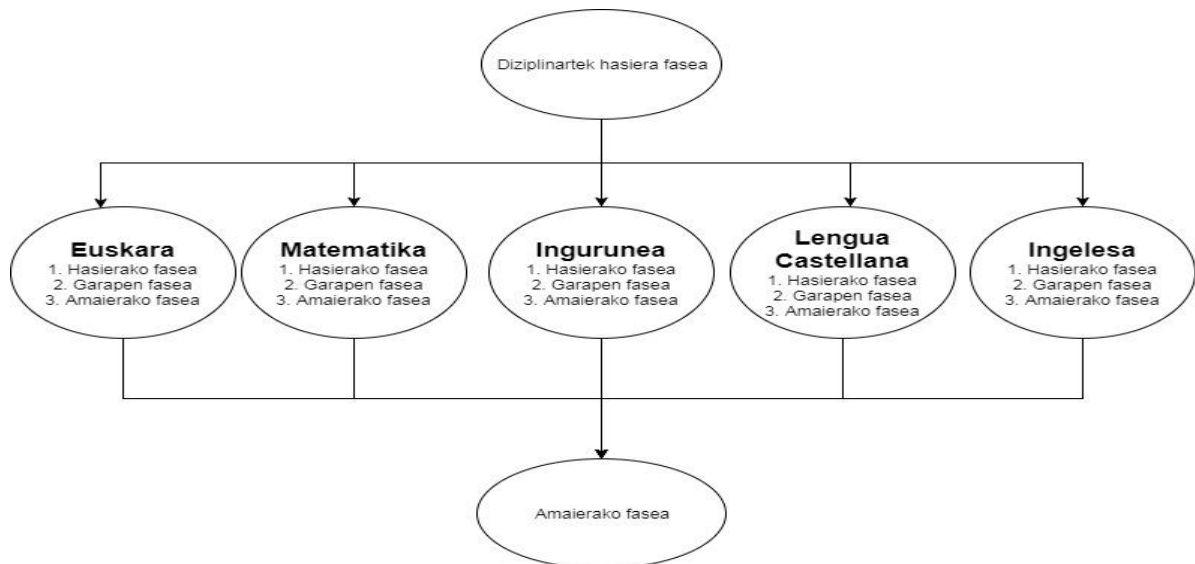 Diziplinartek hasiera fasea
Euskara
1. Hasierako fasea
2. Garapen fasea
3. Amaierako fasea
Matematika
1. Hasierako fasea
2. Garapen fasea
3. Amaierako fasea
Ingurunea
1. Hasierako fasea
2. Garapen fasea
3. Amaierako fasea
Lengua
Castellana
1. Hasierako fasea
2. Garapen fasea
3. Amaierako fasea
Ingelesa
1. Hasierako fasea
2. Garapen fasea
3. Amaierako fasea
Amaierako fasea